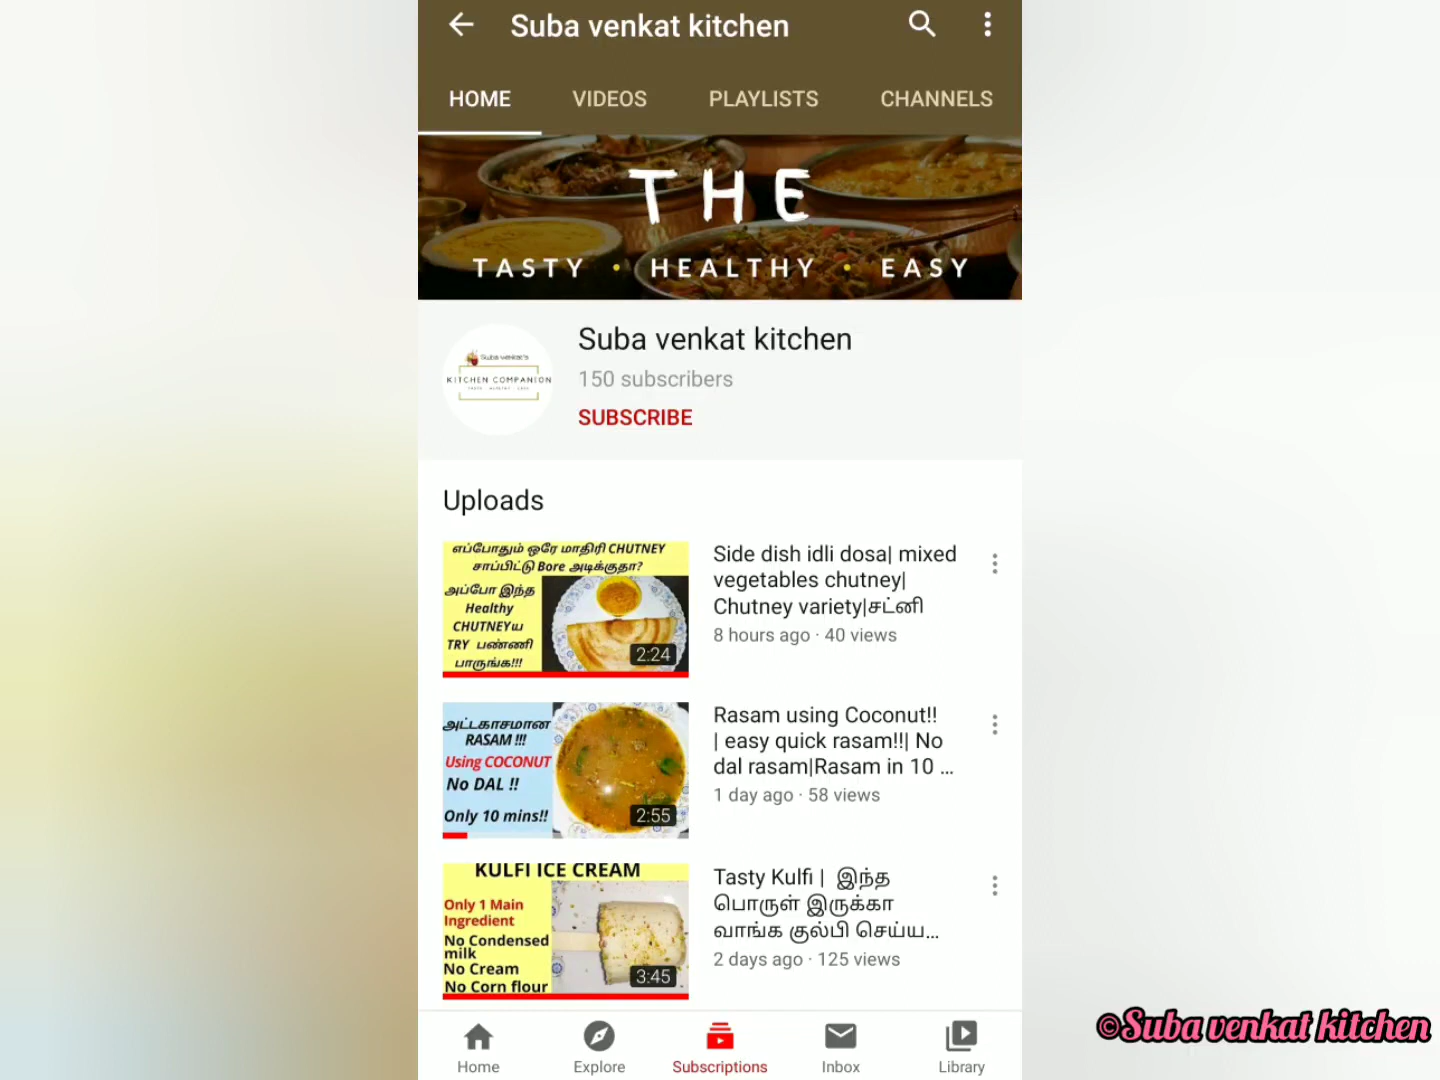 Suba venkat kitchen
HOME VIDEOS PLAYLISTS CHANNELS
THE
TASTY • HEALTHY • EASY
Suba venkat's
KITCHEN COMPANION
TASTY · HEALTHY · EASY
Suba venkat kitchen
150 subscribers
SUBSCRIBE
Uploads
எப்போதும் ஒரே மாதிரி CHUTNEY
சாப்பிட்டு Bore அடிக்குதா?
அப்போ இந்த
Healthy
CHUTNEYய
TRY பண்ணி
பாருங்க!!!
2:24
Side dish idli dosa| mixed
vegetables chutney|
Chutney variety|சட்னி
8 hours ago · 40 views
அட்டகாசமான
RASAM !!!
Using COCONUT
No DAL !!
Only 10 mins!!
2:55
Rasam using Coconut!!
| easy quick rasam!!| No
dal rasam|Rasam in 10 ...
1 day ago · 58 views
KULFI ICE CREAM
Only 1 Main
Ingredient
No Condensed
milk
No Cream
No Corn flour
3:45
Tasty Kulfi | இந்த
பொருள் இருக்கா
வாங்க குல்பி செய்ய...
2 days ago · 125 views
Home Explore Subscriptions Inbox Library
©Suba venkat kitchen